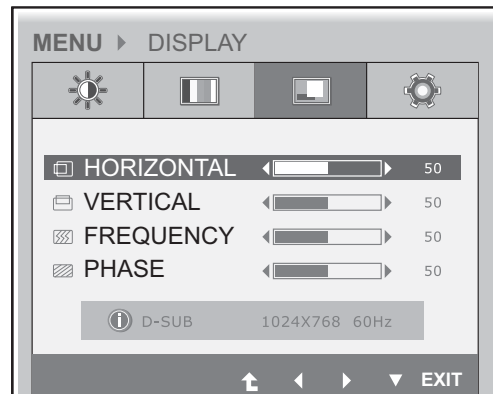 MENU DISPLAY
HORIZONTAL 50
VERTICAL 50
FREQUENCY 50
PHASE 50
D-SUB 1024X768 60Hz
EXIT